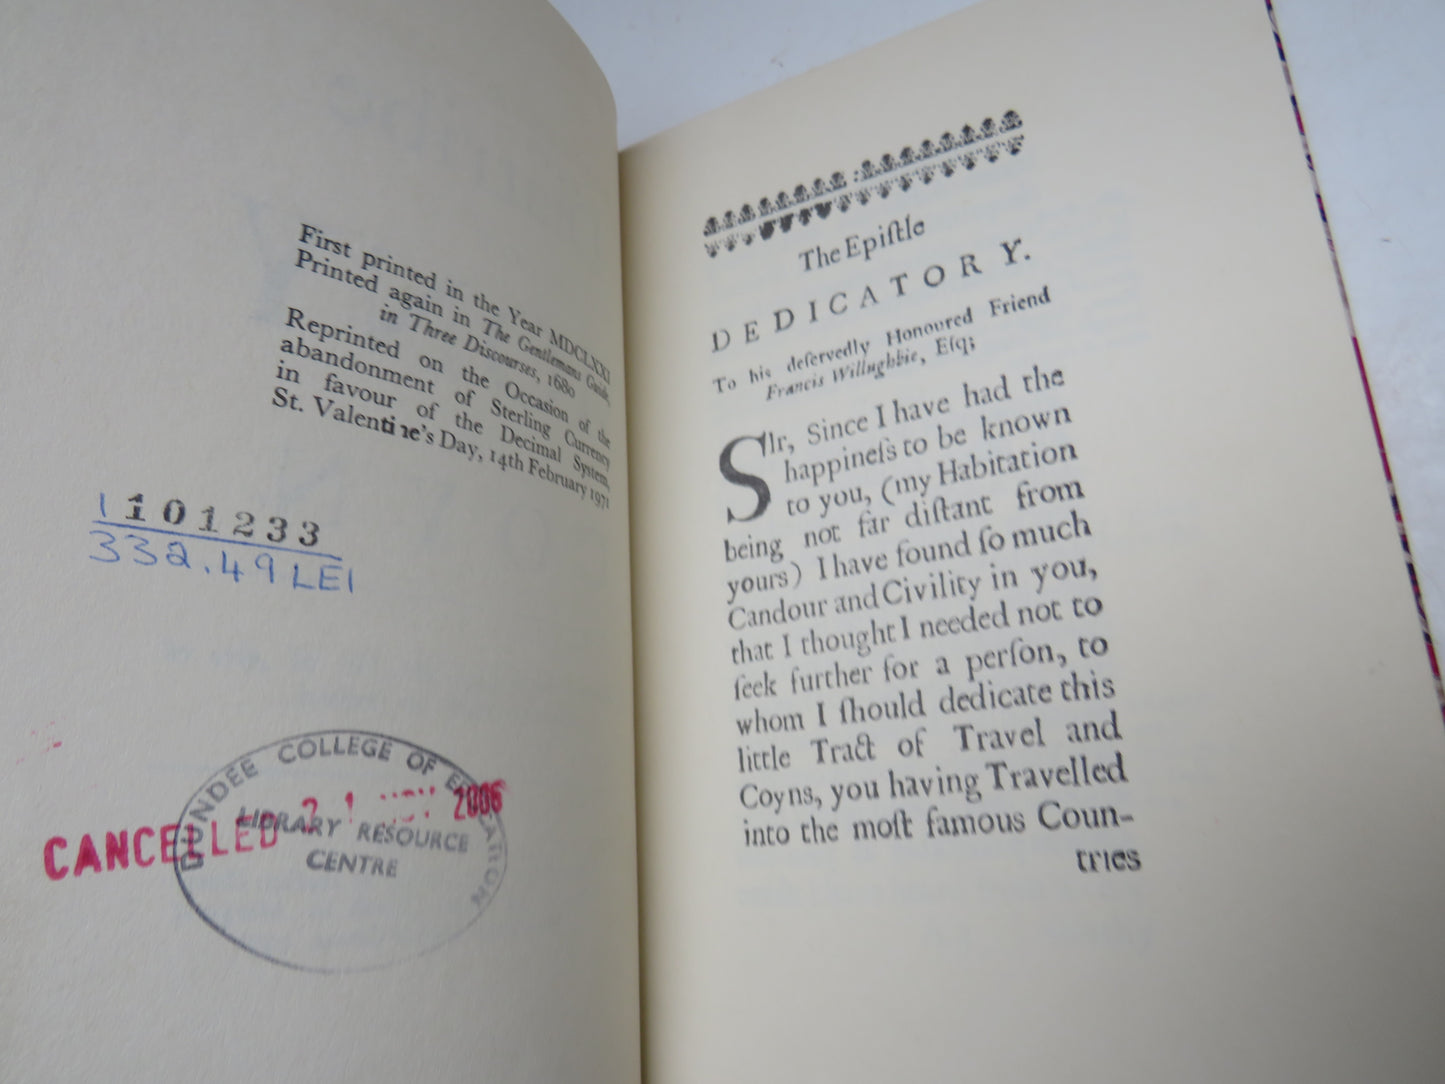 First printed in the Year MDCLXXI
Printed again in The Gentlemans Guide,
in Three Discourses, 1680
Reprinted on the Occasion of the
abandonment of Sterling Currency
in favour of the Decimal System,
St. Valentine's Day, 14th February 1971
1 101233
332.49 LEI
DUNDEE COLLEGE OF EDUCATION
LIBRARY RESOURCE
CENTRE
CANCELLED 21 NOV 2006
The Epiſtle
DEDICATORY.
To his deſervedly Honoured Friend
Francis Willughbie, Eſq;
SIr, Since I have had the
happineſs to be known
to you, (my Habitation
being not far diſtant from
yours) I have found ſo much
Candour and Civility in you,
that I thought I needed not to
ſeek further for a perſon, to
whom I ſhould dedicate this
little Tract of Travel and
Coyns, you having Travelled
into the moſt famous Coun-
tries